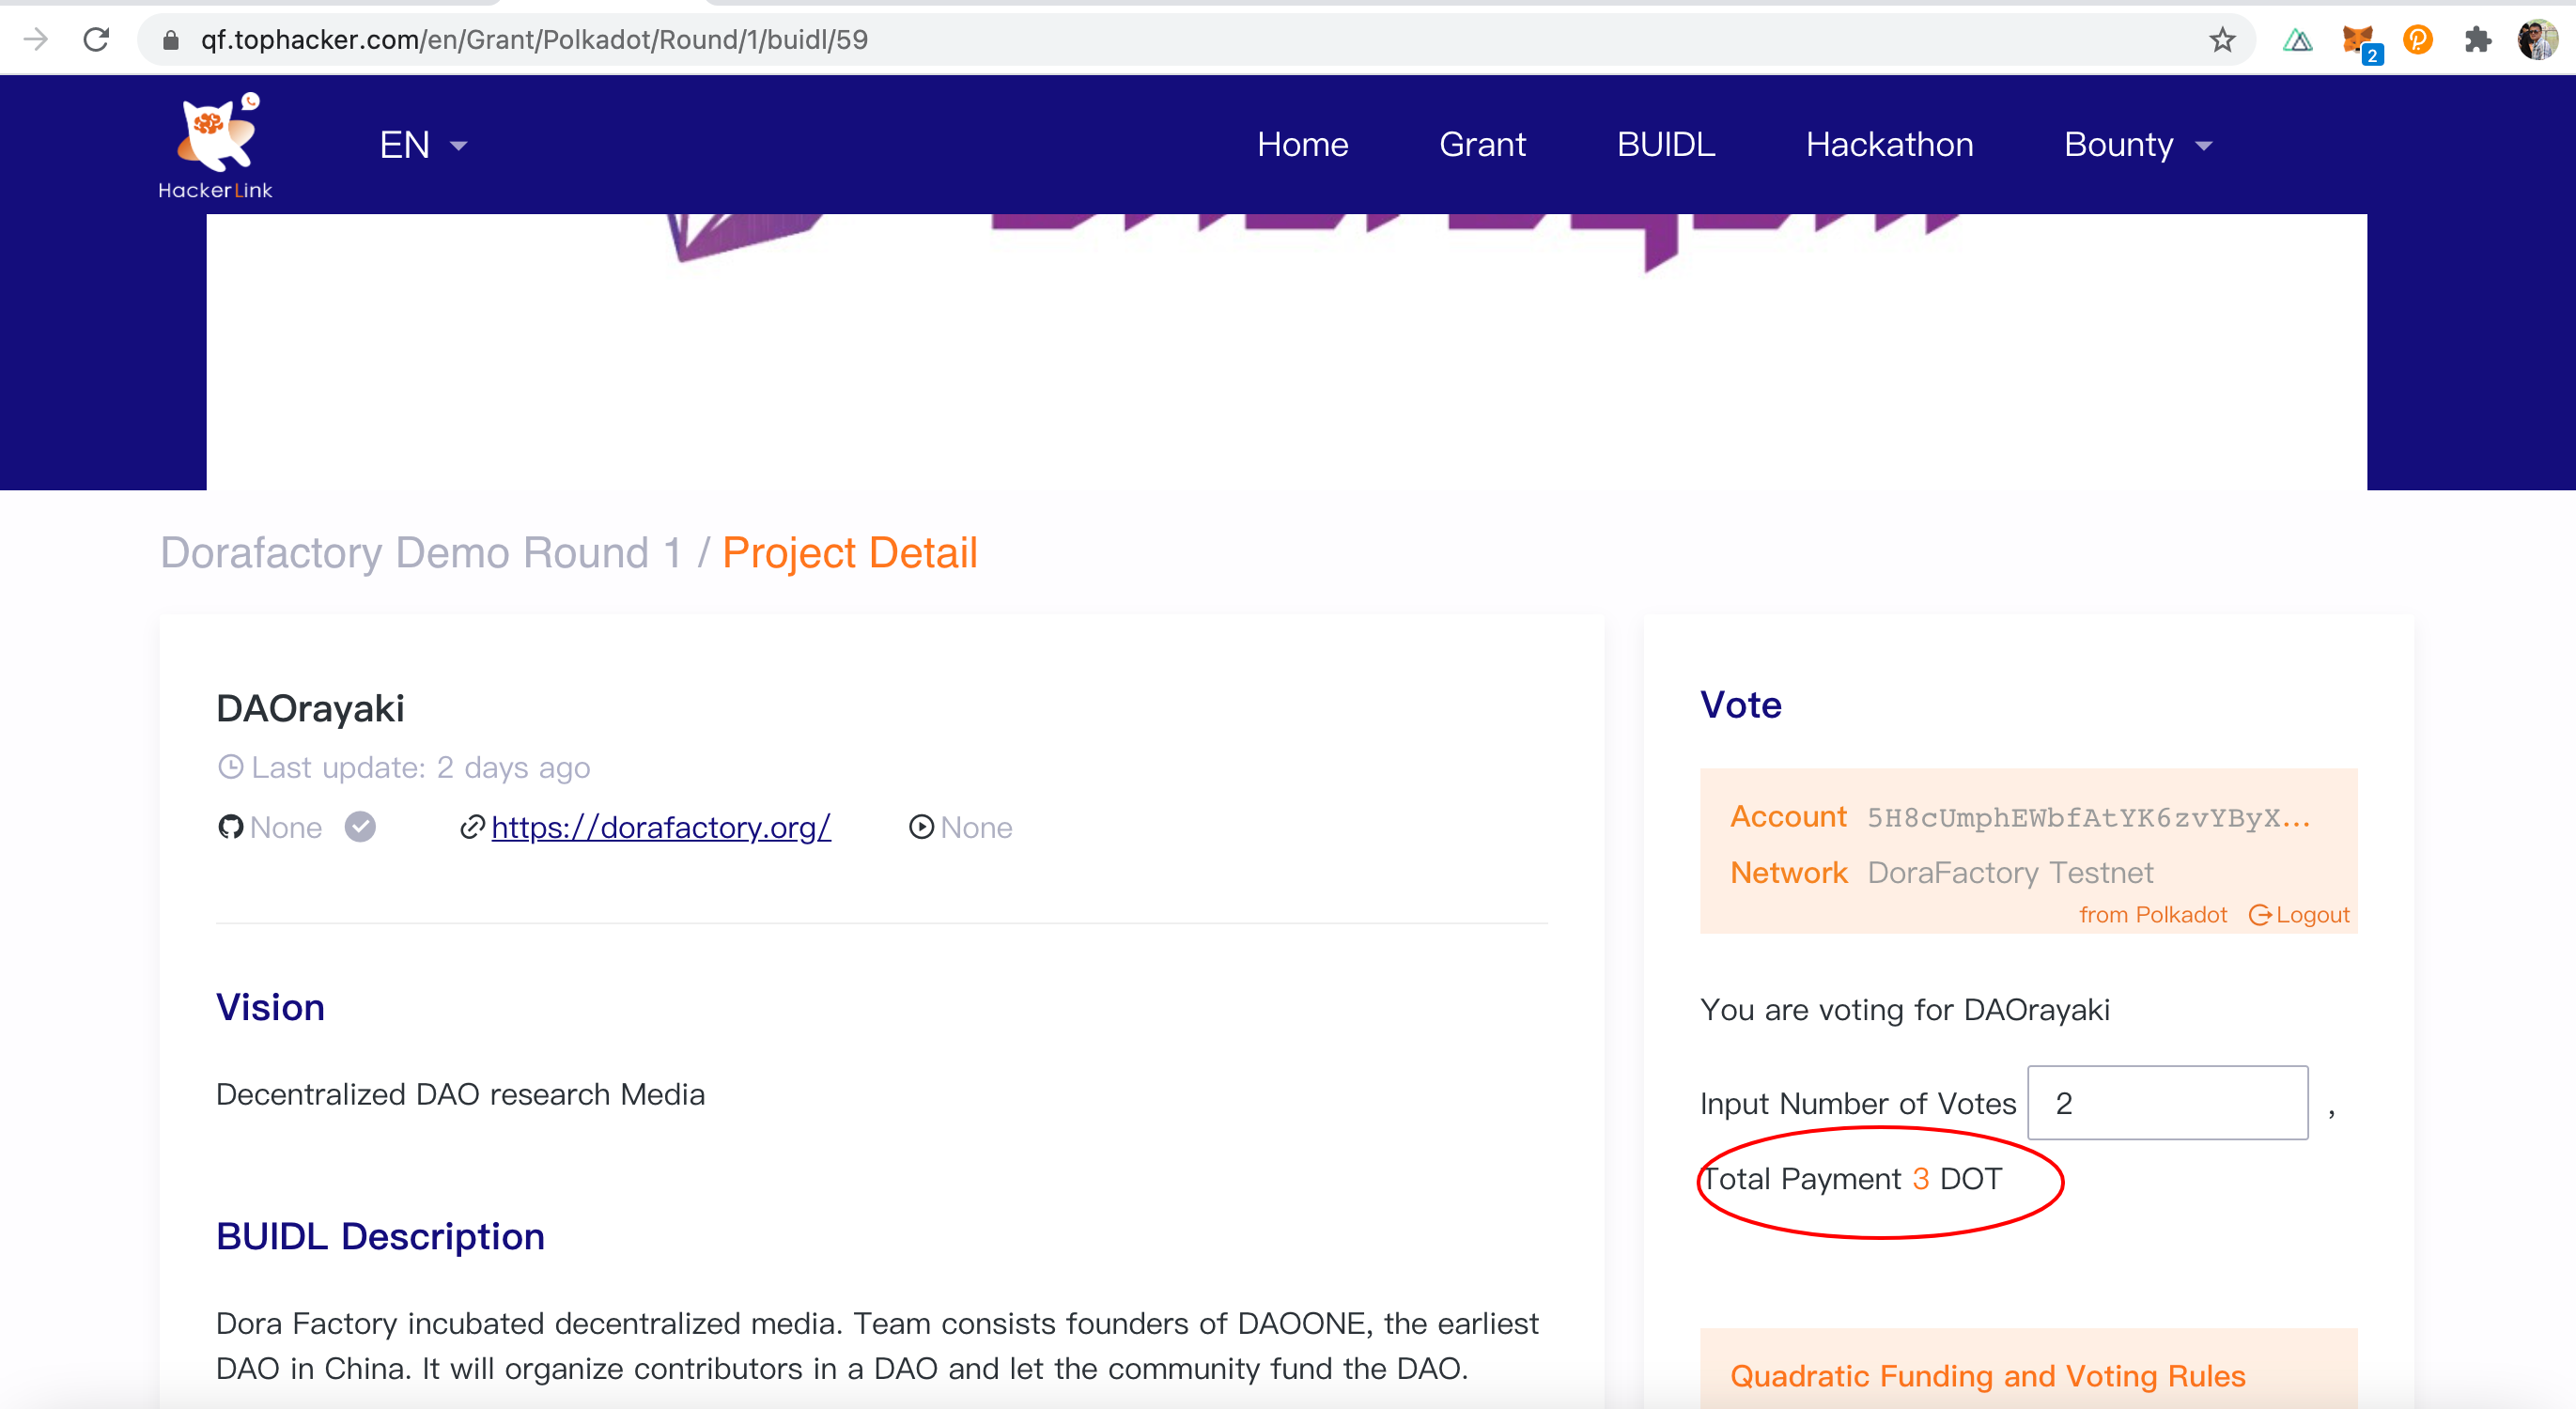 qf.tophacker.com/en/Grant/Polkadot/Round/1/buidl/59
2
HackerLink
EN
Home
Grant
BUIDL
Hackathon
Bounty
Dorafactory Demo Round 1 / Project Detail
DAOrayaki
Last update: 2 days ago
None
https://dorafactory.org/
None
Vision
Decentralized DAO research Media
BUIDL Description
Dora Factory incubated decentralized media. Team consists founders of DAOONE, the earliest
DAO in China. It will organize contributors in a DAO and let the community fund the DAO.
Vote
Account 5H8cUmphEWbfAtYK6zvYByX...
Network DoraFactory Testnet
from Polkadot Logout
You are voting for DAOrayaki
Input Number of Votes 2 ,
Total Payment 3 DOT
Quadratic Funding and Voting Rules